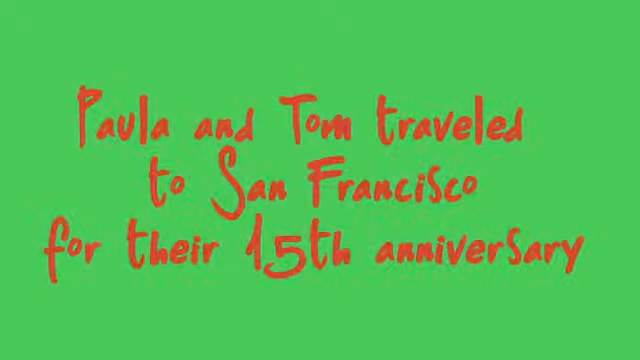 Paula and Tom traveled
to San Francisco
for their 15th anniversary